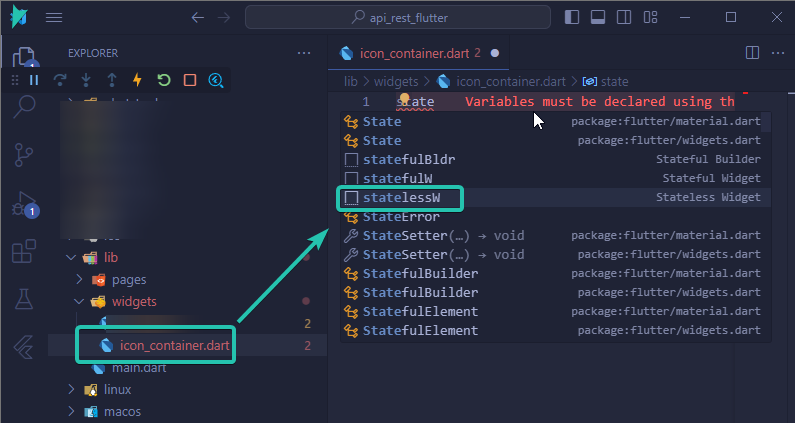 api_rest_flutter
EXPLORER
icon_container.dart 2
lib > widgets > icon_container.dart > state
1 state Variables must be declared using th
State package:flutter/material.dart
State package:flutter/widgets.dart
statefulBldr Stateful Builder
statefulW Stateful Widget
statelessW Stateless Widget
StateError
StateSetter(…) → void package:flutter/material.dart
StateSetter(…) → void package:flutter/widgets.dart
StatefulBuilder package:flutter/material.dart
StatefulBuilder package:flutter/widgets.dart
StatefulElement package:flutter/material.dart
StatefulElement package:flutter/widgets.dart
1
1
lib
pages
widgets
2
icon_container.dart 2
main.dart
linux
macos